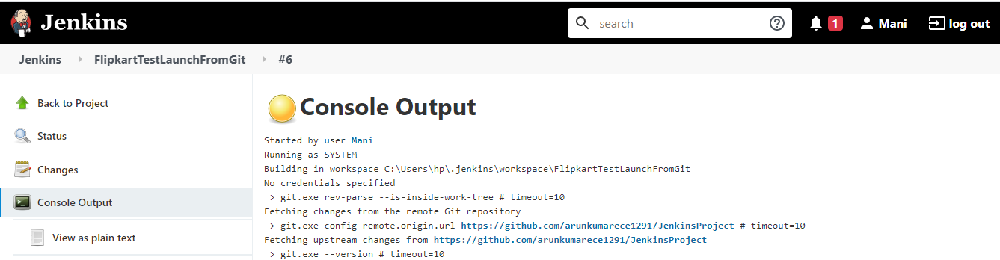 Jenkins
search
1
Mani
log out
Jenkins
FlipkartTestLaunchFromGit
#6
Back to Project
Status
Changes
Console Output
View as plain text
Console Output
Started by user Mani
Running as SYSTEM
Building in workspace C:\Users\hp\.jenkins\workspace\FlipkartTestLaunchFromGit
No credentials specified
> git.exe rev-parse --is-inside-work-tree # timeout=10
Fetching changes from the remote Git repository
> git.exe config remote.origin.url https://github.com/arunkumarece1291/JenkinsProject # timeout=10
Fetching upstream changes from https://github.com/arunkumarece1291/JenkinsProject
> git.exe --version # timeout=10